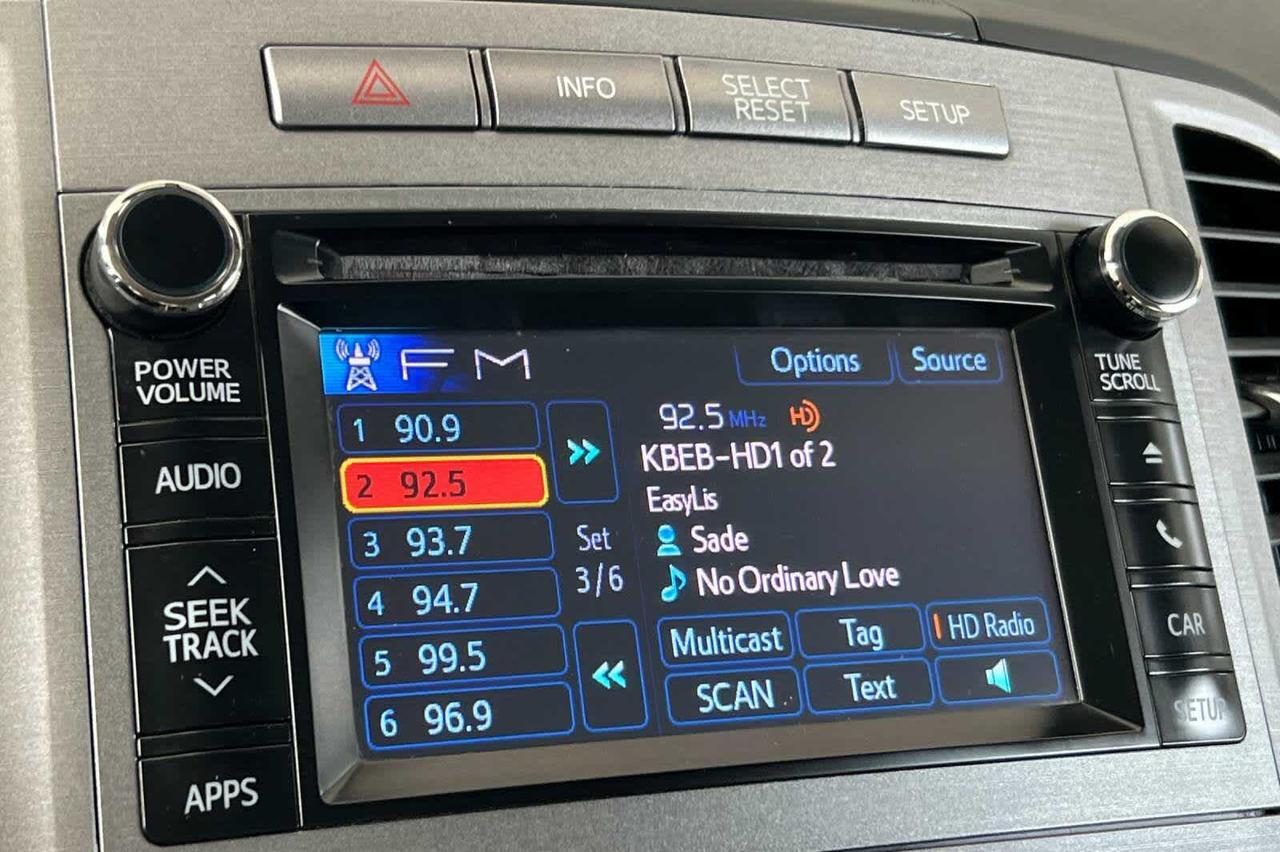 INFO
SELECT
RESET
SETUP
POWER
VOLUME
AUDIO
SEEK
TRACK
APPS
FM
Options
Source
1 90.9
2 92.5
3 93.7
4 94.7
5 99.5
6 96.9
Set
3/6
92.5 MHz HD
KBEB-HD1 of 2
EasyLis
Sade
No Ordinary Love
Multicast
Tag
HD Radio
SCAN
Text
TUNE
SCROLL
CAR
SETUP